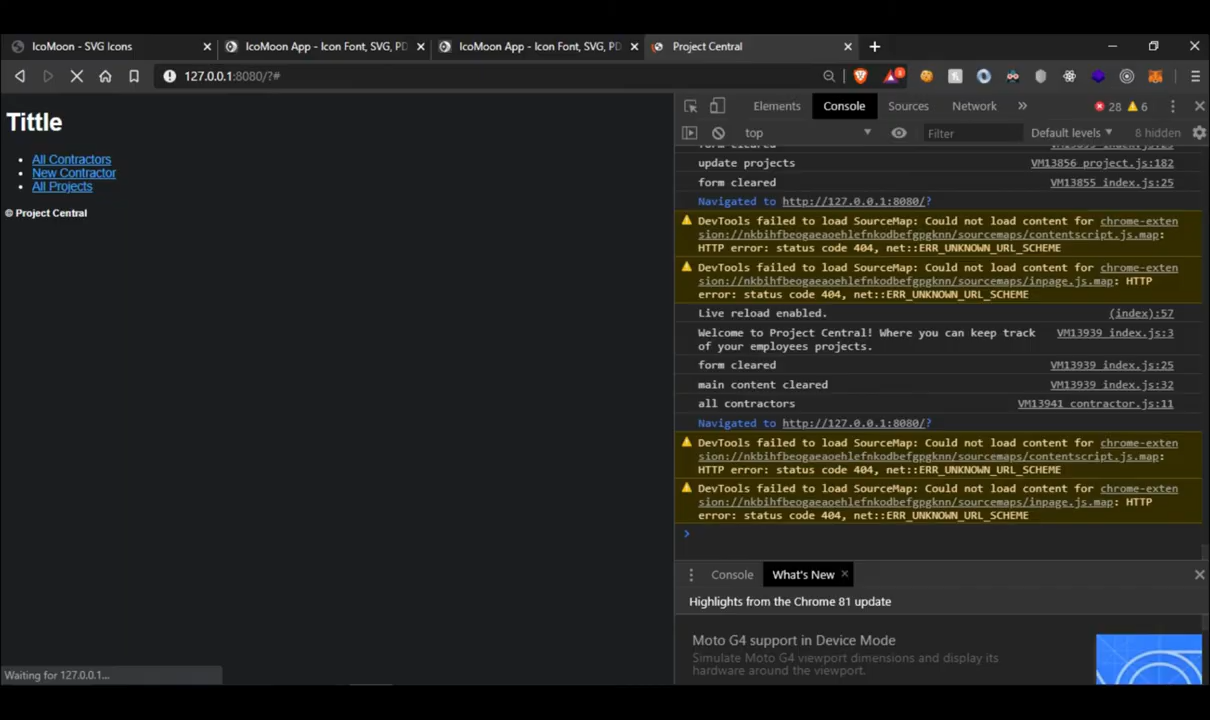 IcoMoon - SVG Icons
IcoMoon App - Icon Font, SVG, PD
IcoMoon App - Icon Font, SVG, PD
Project Central
127.0.0.1:8080/?#
Tittle
All Contractors
New Contractor
All Projects
© Project Central
Waiting for 127.0.0.1...
Elements
Console
Sources
Network
28
6
top
Filter
Default levels
8 hidden
form cleared
update projects VM13856 project.js:182
form cleared VM13855 index.js:25
Navigated to http://127.0.0.1:8080/?
DevTools failed to load SourceMap: Could not load content for chrome-exten
sion://nkbihfbeogaeaoehlefnkodbefgpgknn/sourcemaps/contentscript.js.map:
HTTP error: status code 404, net::ERR_UNKNOWN_URL_SCHEME
DevTools failed to load SourceMap: Could not load content for chrome-exten
sion://nkbihfbeogaeaoehlefnkodbefgpgknn/sourcemaps/inpage.js.map: HTTP
error: status code 404, net::ERR_UNKNOWN_URL_SCHEME
Live reload enabled. (index):57
Welcome to Project Central! Where you can keep track VM13939 index.js:3
of your employees projects.
form cleared VM13939 index.js:25
main content cleared VM13939 index.js:32
all contractors VM13941 contractor.js:11
Navigated to http://127.0.0.1:8080/?
DevTools failed to load SourceMap: Could not load content for chrome-exten
sion://nkbihfbeogaeaoehlefnkodbefgpgknn/sourcemaps/contentscript.js.map:
HTTP error: status code 404, net::ERR_UNKNOWN_URL_SCHEME
DevTools failed to load SourceMap: Could not load content for chrome-exten
sion://nkbihfbeogaeaoehlefnkodbefgpgknn/sourcemaps/inpage.js.map: HTTP
error: status code 404, net::ERR_UNKNOWN_URL_SCHEME
Console
What's New
Highlights from the Chrome 81 update
Moto G4 support in Device Mode
Simulate Moto G4 viewport dimensions and display its
hardware around the viewport.